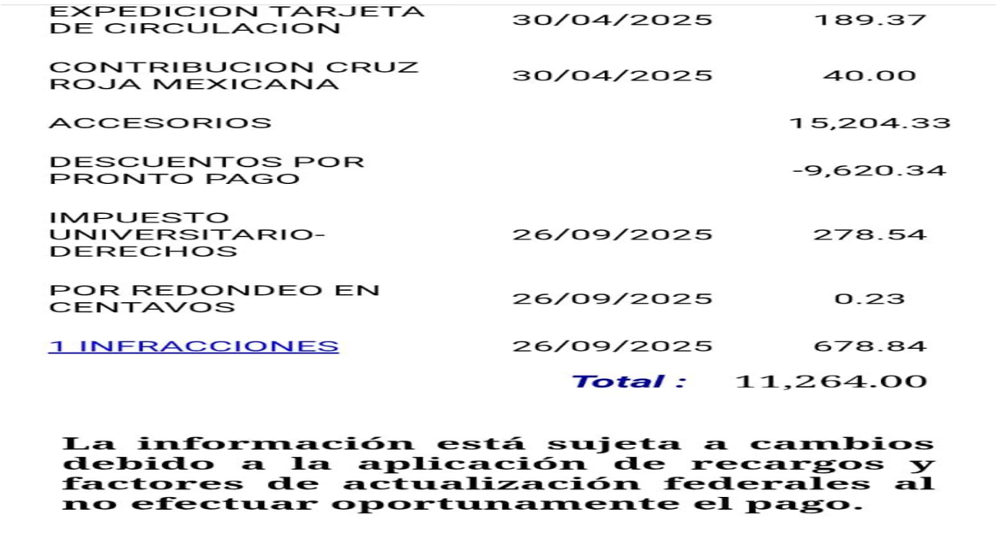 EXPEDICION TARJETA
DE CIRCULACION 30/04/2025 189.37
CONTRIBUCION CRUZ
ROJA MEXICANA 30/04/2025 40.00
ACCESORIOS 15,204.33
DESCUENTOS POR
PRONTO PAGO -9,620.34
IMPUESTO
UNIVERSITARIO- 26/09/2025 278.54
DERECHOS
POR REDONDEO EN
CENTAVOS 26/09/2025 0.23
1 INFRACCIONES 26/09/2025 678.84
Total : 11,264.00
La información está sujeta a cambios
debido a la aplicación de recargos y
factores de actualización federales al
no efectuar oportunamente el pago.